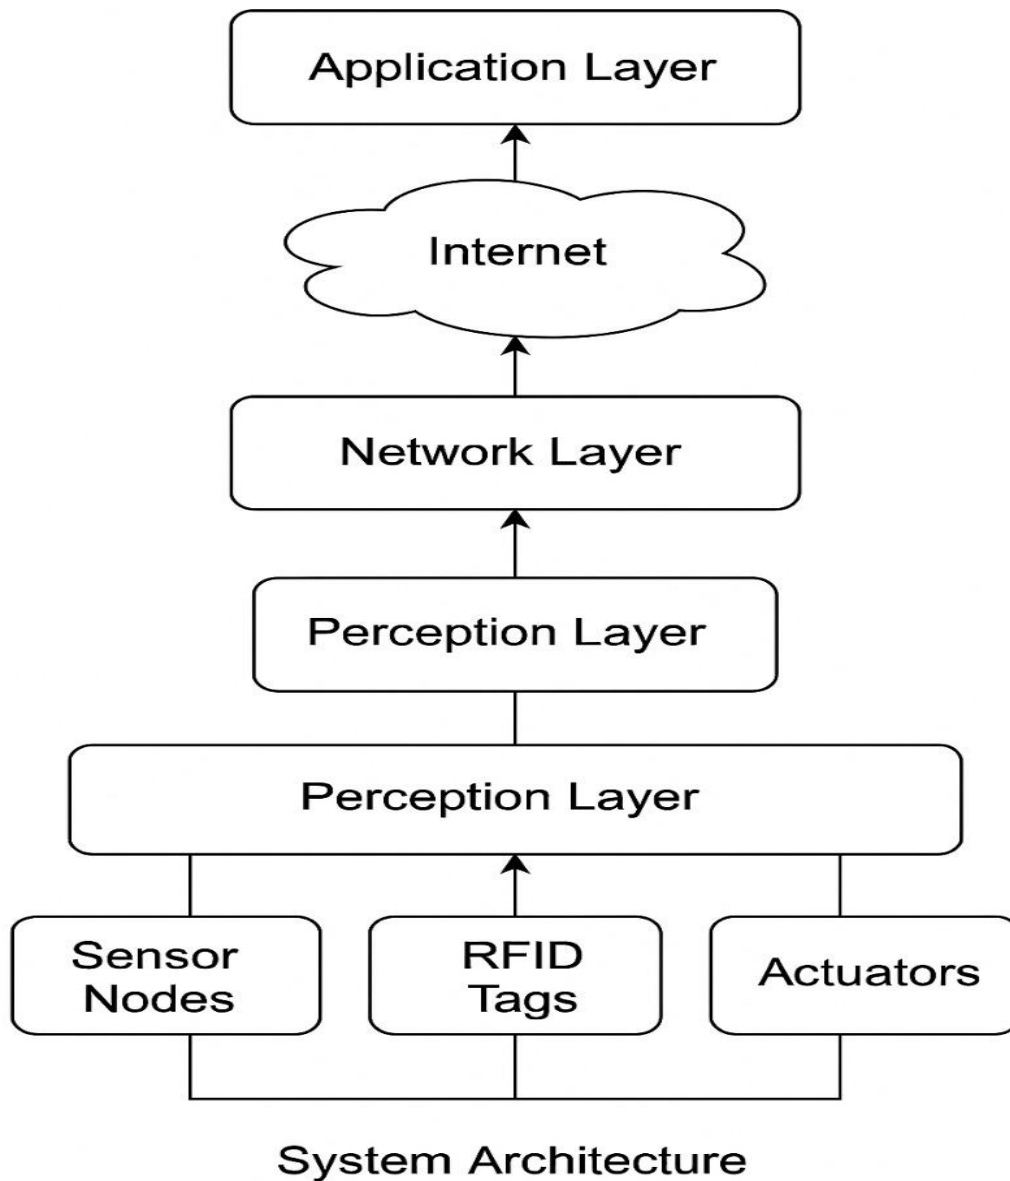 Application Layer
Internet
Network Layer
Perception Layer
Perception Layer
Sensor
Nodes
RFID
Tags
Actuators
System Architecture